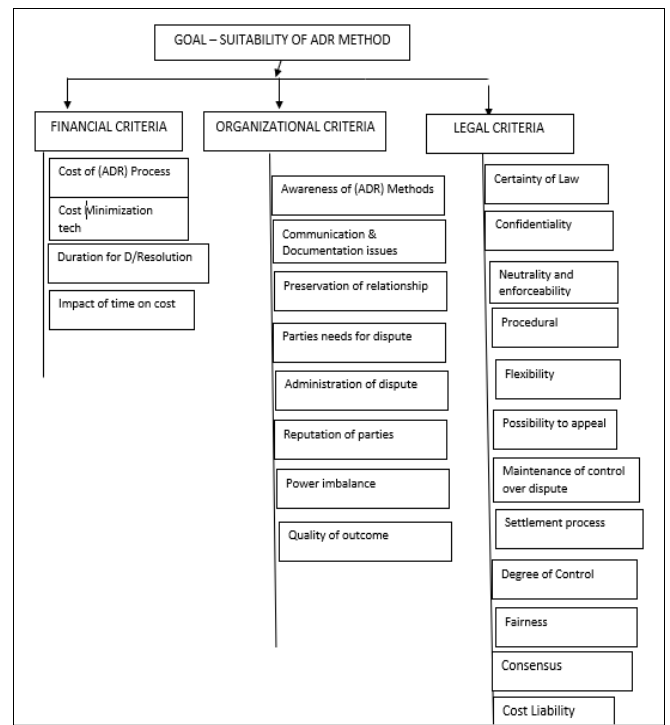 GOAL – SUITABILITY OF ADR METHOD
FINANCIAL CRITERIA
Cost of (ADR) Process
Cost Minimization
tech
Duration for D/Resolution
Impact of time on cost
ORGANIZATIONAL CRITERIA
Awareness of (ADR) Methods
Communication &
Documentation issues
Preservation of relationship
Parties needs for dispute
Administration of dispute
Reputation of parties
Power imbalance
Quality of outcome
LEGAL CRITERIA
Certainty of Law
Confidentiality
Neutrality and
enforceability
Procedural
Flexibility
Possibility to appeal
Maintenance of control
over dispute
Settlement process
Degree of Control
Fairness
Consensus
Cost Liability